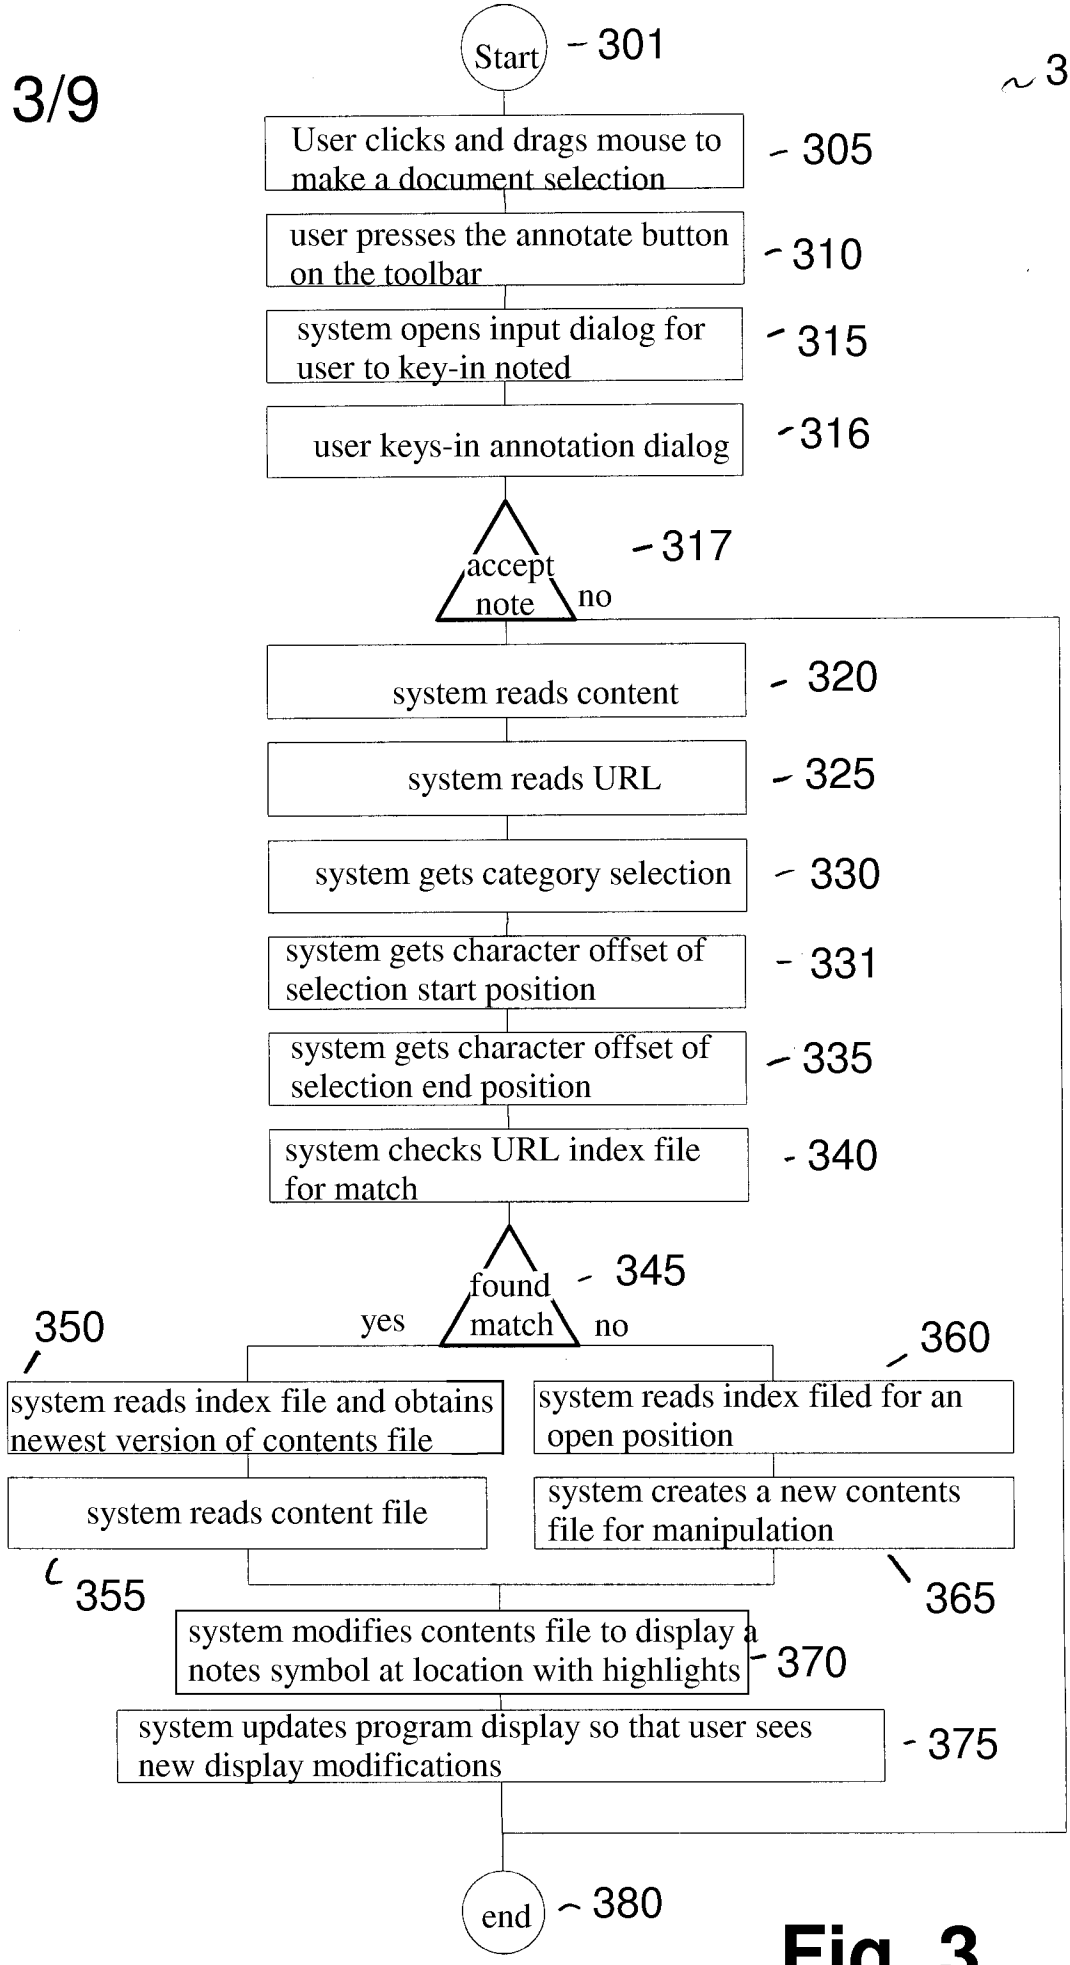 Start
301
3
3/9
User clicks and drags mouse to
make a document selection
305
user presses the annotate button
on the toolbar
310
system opens input dialog for
user to key-in noted
315
user keys-in annotation dialog
316
accept
note
no
317
system reads content
320
system reads URL
325
system gets category selection
330
system gets character offset of
selection start position
331
system gets character offset of
selection end position
335
system checks URL index file
for match
340
found
match
345
yes
no
350
system reads index file and obtains
newest version of contents file
360
system reads index filed for an
open position
system reads content file
355
system creates a new contents
file for manipulation
365
system modifies contents file to display a
notes symbol at location with highlights
370
system updates program display so that user sees
new display modifications
375
end
380
Fig. 3